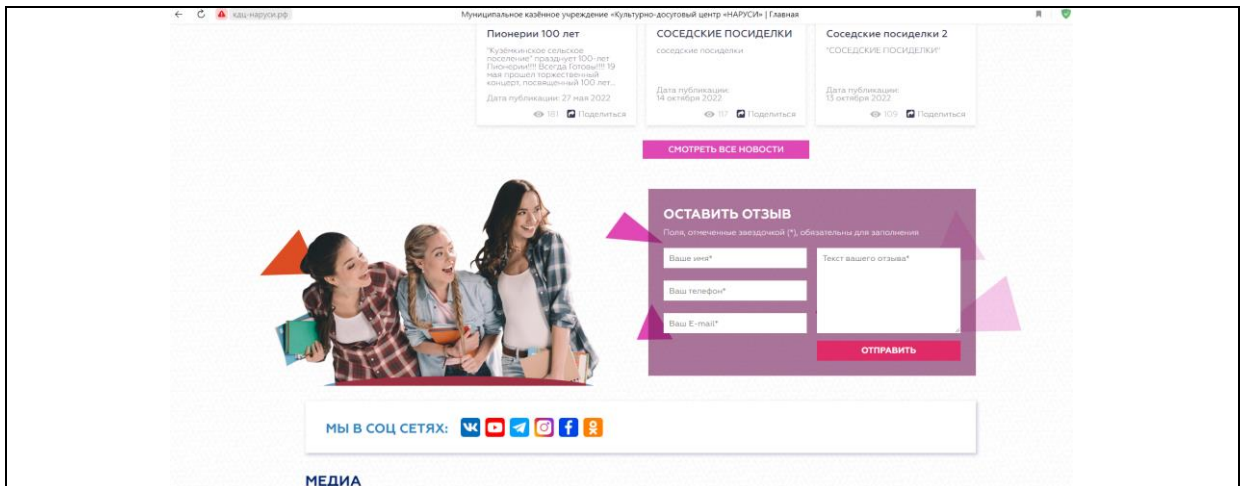 кдц-наруси.рф
Муниципальное казённое учреждение «Культурно-досуговый центр «НАРУСИ» | Главная
Пионерии 100 лет
"Кузёмкинское сельское
поселение" празднует 100-лет
Пионерии!!!! Всегда Готовы!!!! 19
мая прошел торжественный
концерт, посвященный 100 лет...
Дата публикации: 27 мая 2022
181 Поделиться
СОСЕДСКИЕ ПОСИДЕЛКИ
соседские посиделки
Дата публикации:
14 октября 2022
117 Поделиться
Соседские посиделки 2
"СОСЕДСКИЕ ПОСИДЕЛКИ"
Дата публикации:
13 октября 2022
109 Поделиться
СМОТРЕТЬ ВСЕ НОВОСТИ
ОСТАВИТЬ ОТЗЫВ
Поля, отмеченные звездочкой (*), обязательны для заполнения
Ваше имя*
Ваш телефон*
Ваш E-mail*
Текст вашего отзыва*
ОТПРАВИТЬ
МЫ В СОЦ СЕТЯХ:
МЕДИА